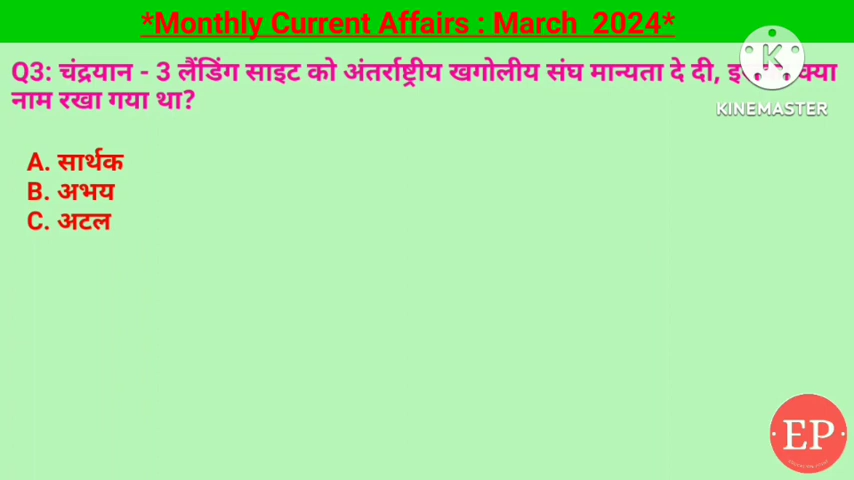 *Monthly Current Affairs : March 2024*
Q3: चंद्रयान - 3 लैंडिंग साइट को अंतर्राष्ट्रीय खगोलीय संघ मान्यता दे दी, क्या
नाम रखा गया था?
KINEMASTER
A. सार्थक
B. अभय
C. अटल
EP